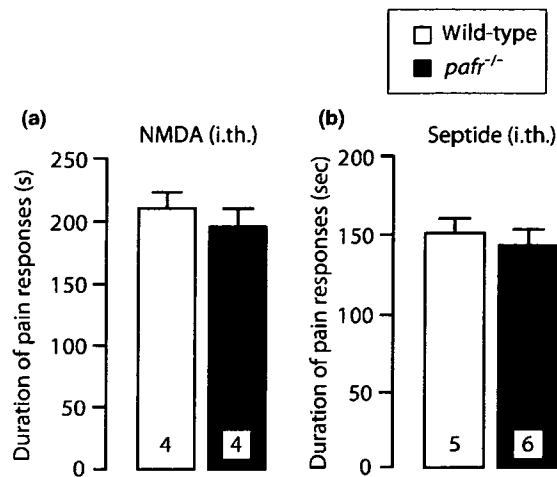 Wild-type
pafr-/-
(a)
NMDA (i.th.)
Duration of pain responses (s)
250
200
150
100
50
0
4
4
(b)
Septide (i.th.)
Duration of pain responses (sec)
200
150
100
50
0
5
6